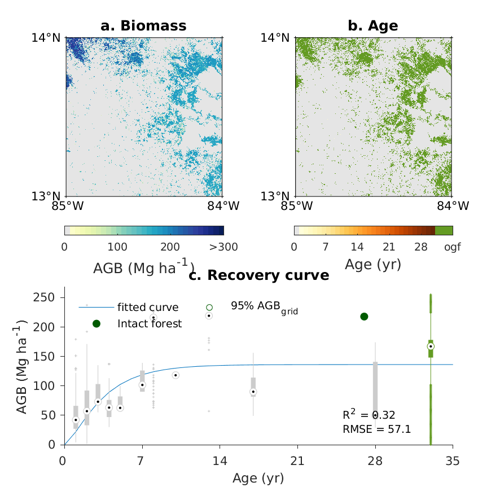 a. Biomass
b. Age
14°N
14°N
13°N
13°N
85°W
84°W
85°W
84°W
0 100 200 >300
0 7 14 21 28 ogf
AGB (Mg ha⁻¹)
Age (yr)
c. Recovery curve
fitted curve
95% AGB_grid
Intact forest
250
200
150
100
50
0
AGB (Mg ha⁻¹)
R² = 0.32
RMSE = 57.1
0 7 14 21 28 35
Age (yr)